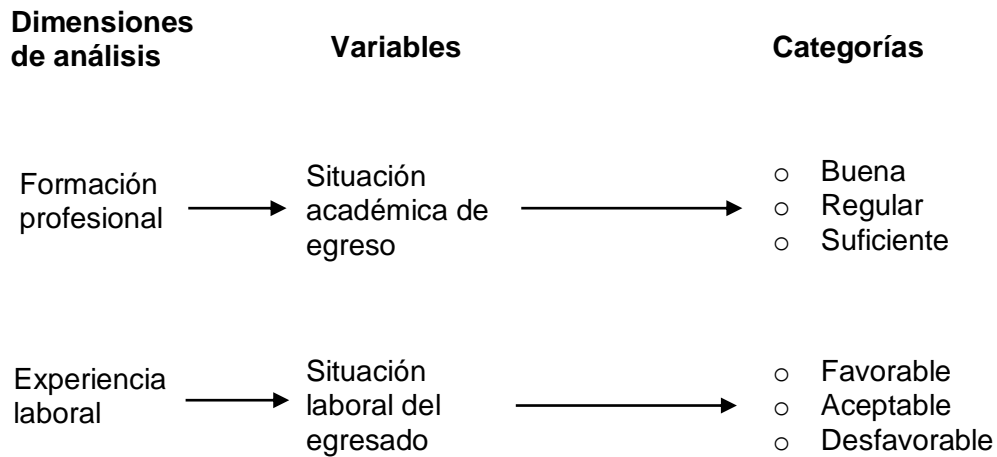 Dimensiones
de análisis
Variables
Categorías
Formación
profesional
Situación
académica de
egreso
o Buena
o Regular
o Suficiente
Experiencia
laboral
Situación
laboral del
egresado
o Favorable
o Aceptable
o Desfavorable